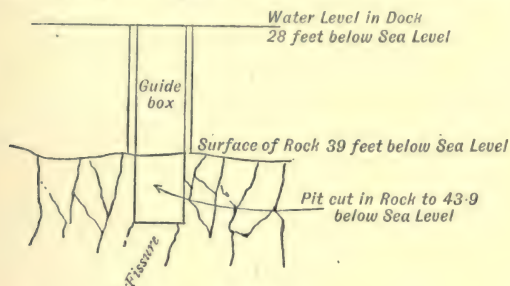 Water Level in Dock
28 feet below Sea Level
Guide
box
Surface of Rock 39 feet below Sea Level
Pit cut in Rock to 43·9
below Sea Level
Fissure